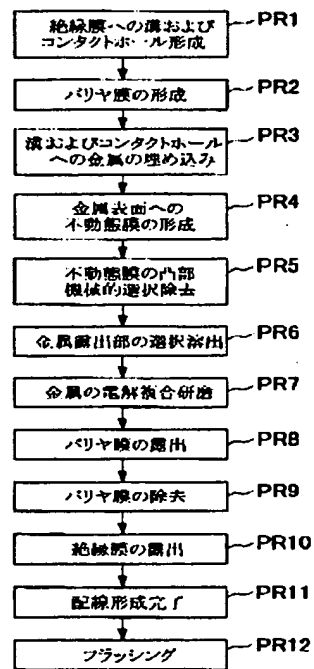 絶縁膜への溝および
コンタクトホール形成
PR1
バリヤ膜の形成
PR2
溝およびコンタクトホール
への金属の埋め込み
PR3
金属表面への
不動態膜の形成
PR4
不動態膜の凸部
機械的選択除去
PR5
金属露出部の選択溶出
PR6
金属の電解複合研磨
PR7
バリヤ膜の露出
PR8
バリヤ膜の除去
PR9
絶縁膜の露出
PR10
配線形成完了
PR11
フラッシング
PR12